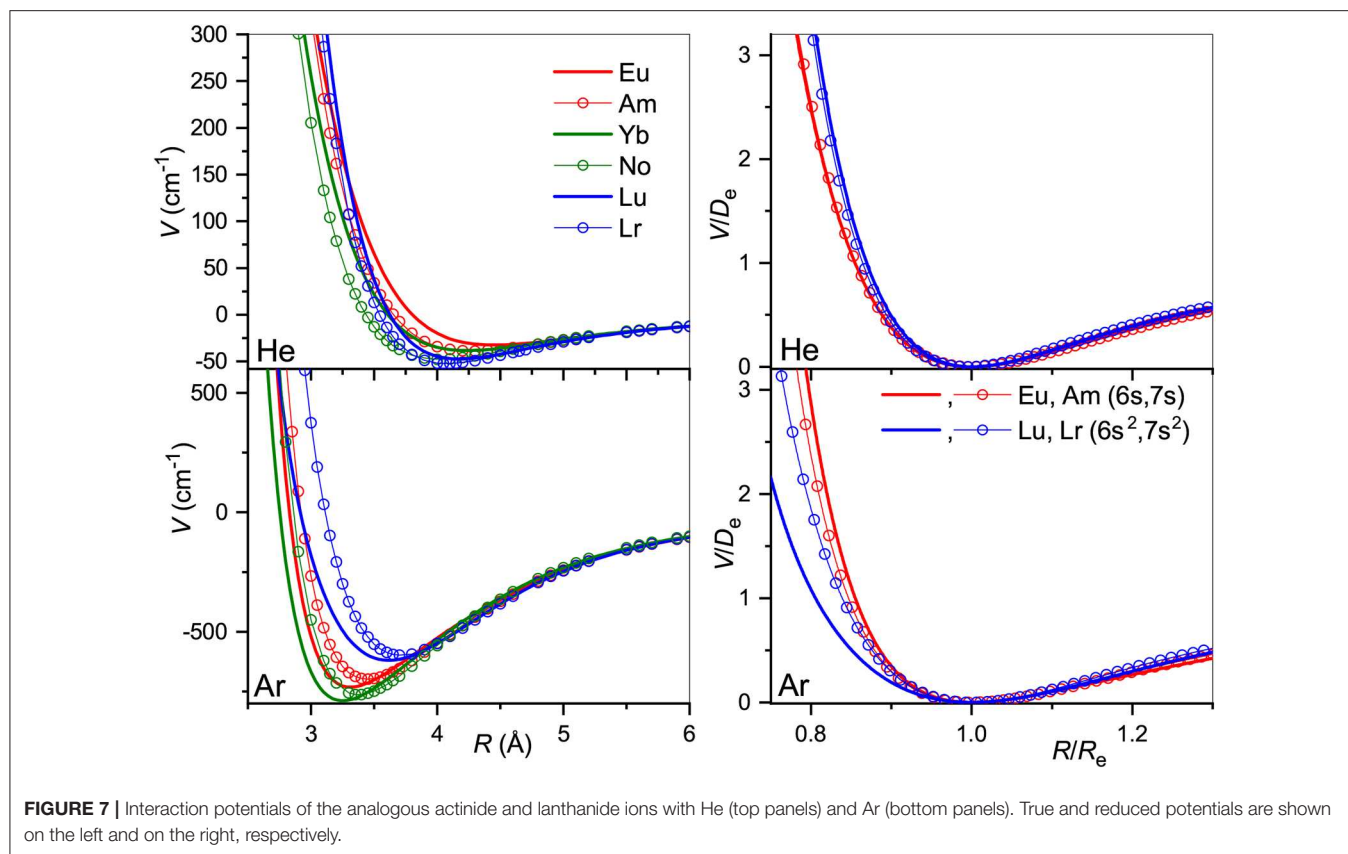 300
250
200
150
100
50
0
-50
V (cm⁻¹)
Eu
Am
Yb
No
Lu
Lr
He
3
2
1
0
V/Dₑ
He
500
0
-500
V (cm⁻¹)
Ar
3
4
5
6
R (Å)
3
2
1
0
V/Dₑ
, Eu, Am (6s,7s)
, Lu, Lr (6s²,7s²)
Ar
0.8
1.0
1.2
R/Rₑ
FIGURE 7 | Interaction potentials of the analogous actinide and lanthanide ions with He (top panels) and Ar (bottom panels). True and reduced potentials are shown
on the left and on the right, respectively.